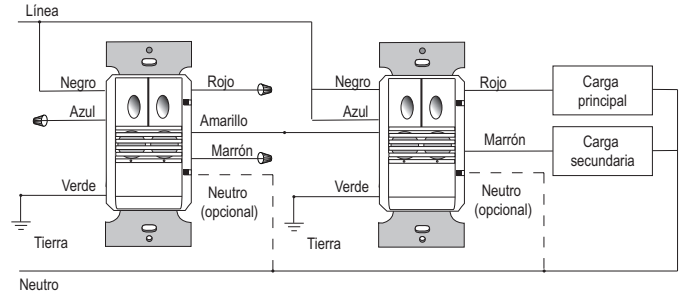 Línea
Negro
Rojo
Azul
Amarillo
Marrón
Verde
Neutro
(opcional)
Tierra
Negro
Rojo
Azul
Marrón
Verde
Neutro
(opcional)
Tierra
Carga
principal
Carga
secundaria
Neutro